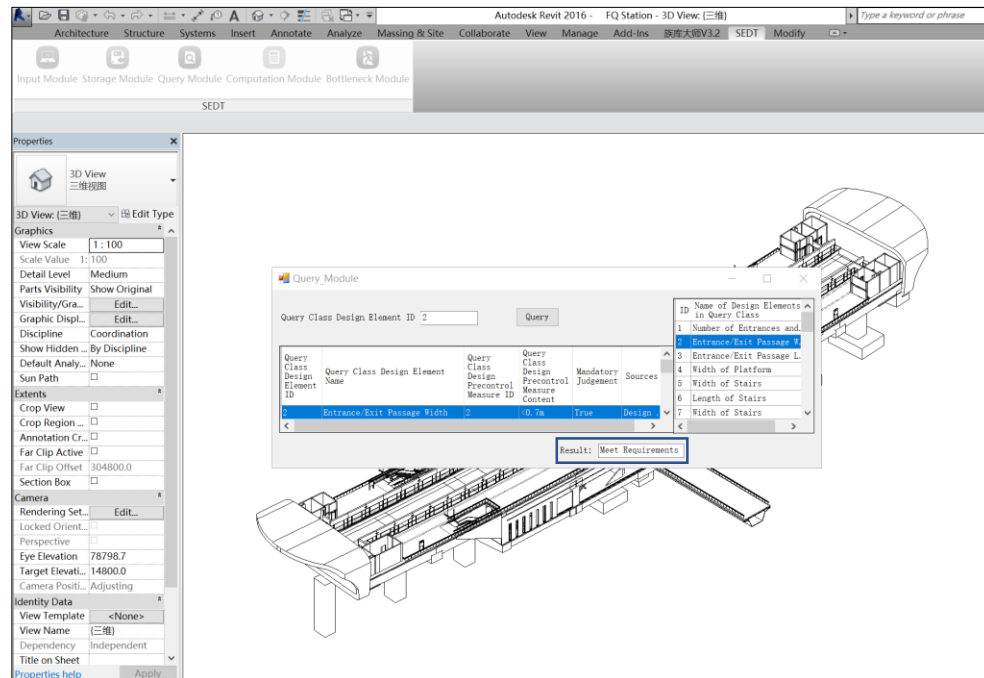 Autodesk Revit 2016 - FQ Station - 3D View: {三维}
Type a keyword or phrase
Architecture Structure Systems Insert Annotate Analyze Massing & Site Collaborate View Manage Add-Ins 族库大师V3.2 SEDT Modify
Input Module Storage Module Query Module Computation Module Bottleneck Module
SEDT
Properties
3D View
三维视图
3D View: {三维} Edit Type
Graphics
View Scale 1 : 100
Scale Value 1: 100
Detail Level Medium
Parts Visibility Show Original
Visibility/Gra... Edit...
Graphic Displ... Edit...
Discipline Coordination
Show Hidden ... By Discipline
Default Analy... None
Sun Path
Extents
Crop View
Crop Region ...
Annotation Cr...
Far Clip Active
Far Clip Offset 304800.0
Section Box
Camera
Rendering Set... Edit...
Locked Orient...
Perspective
Eye Elevation 78798.7
Target Elevati... 14800.0
Camera Positi... Adjusting
Identity Data
View Template <None>
View Name {三维}
Dependency Independent
Title on Sheet
Properties help Apply
Query_Module
Query Class Design Element ID 2 Query
Query Class Design Element ID
Query Class Design Element Name
Query Class Design Precontrol Measure ID
Query Class Design Precontrol Measure Content
Mandatory Judgement
Sources
2 Entrance/Exit Passage Width 2 <0.7m True Design .
ID Name of Design Elements in Query Class
1 Number of Entrances and.
2 Entrance/Exit Passage W.
3 Entrance/Exit Passage L.
4 Width of Platform
5 Width of Stairs
6 Length of Stairs
7 Width of Stairs
Result: Meet Requirements